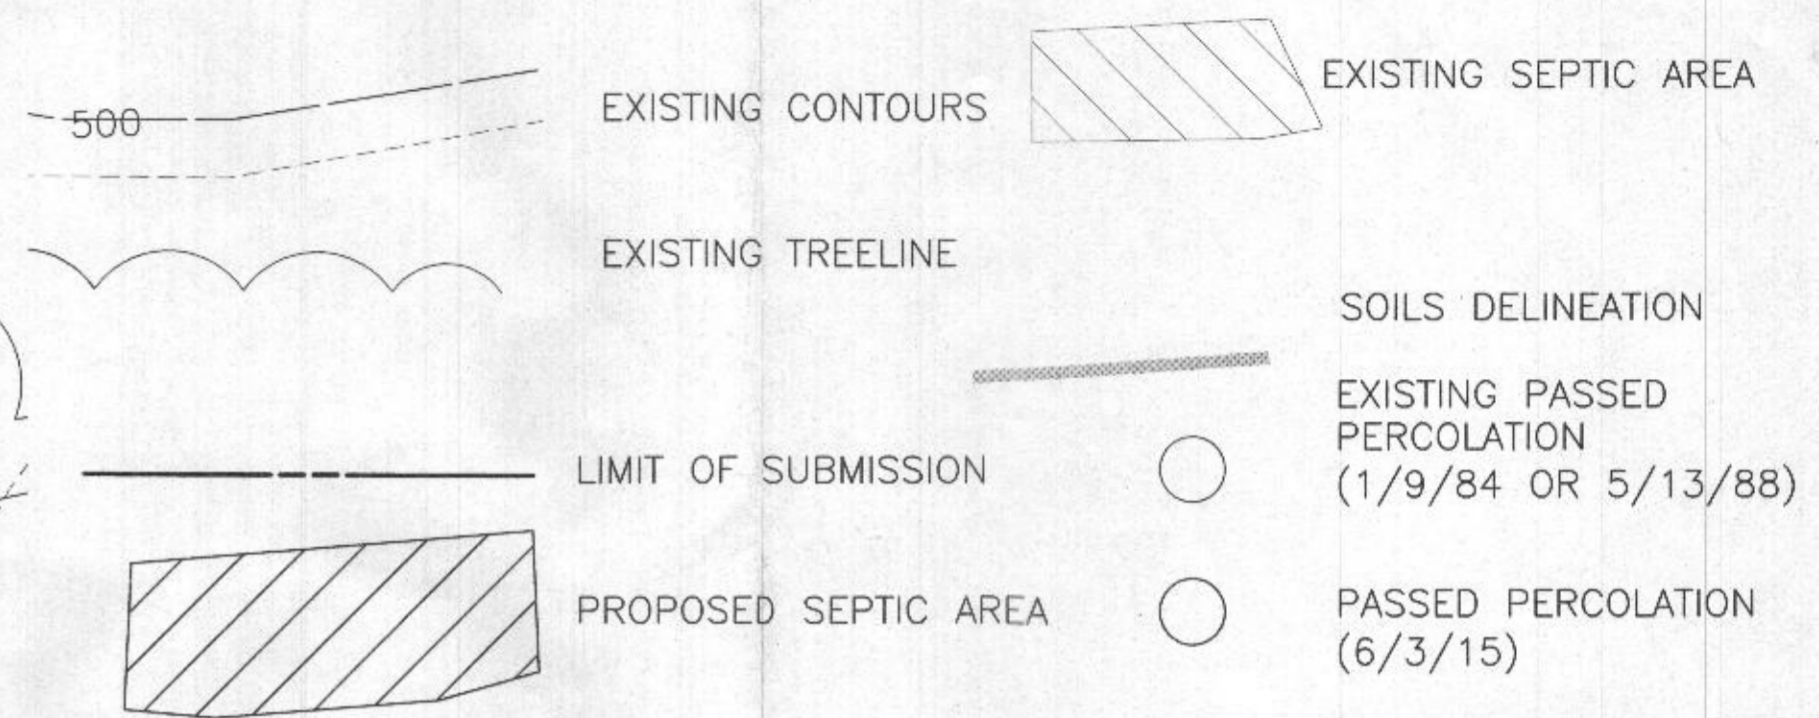 500
EXISTING CONTOURS
EXISTING TREELINE
LIMIT OF SUBMISSION
PROPOSED SEPTIC AREA
EXISTING SEPTIC AREA
SOILS DELINEATION
EXISTING PASSED
PERCOLATION
(1/9/84 OR 5/13/88)
PASSED PERCOLATION
(6/3/15)